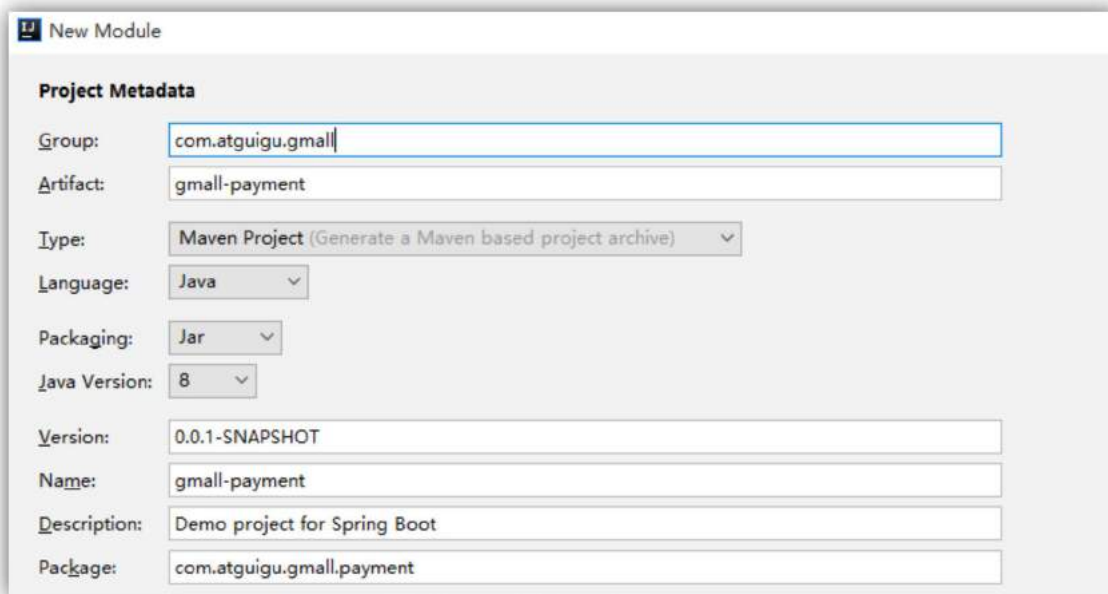 New Module
Project Metadata
Group: com.atguigu.gmall
Artifact: gmall-payment
Type: Maven Project (Generate a Maven based project archive)
Language: Java
Packaging: Jar
Java Version: 8
Version: 0.0.1-SNAPSHOT
Name: gmall-payment
Description: Demo project for Spring Boot
Package: com.atguigu.gmall.payment